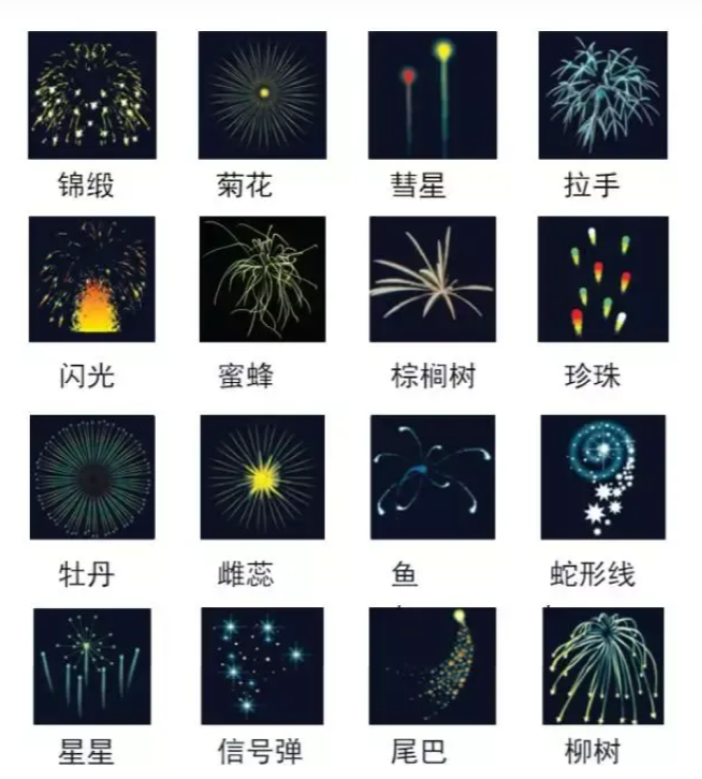 锦缎 菊花 彗星 拉手
闪光 蜜蜂 棕榈树 珍珠
牡丹 雌蕊 鱼 蛇形线
星星 信号弹 尾巴 柳树